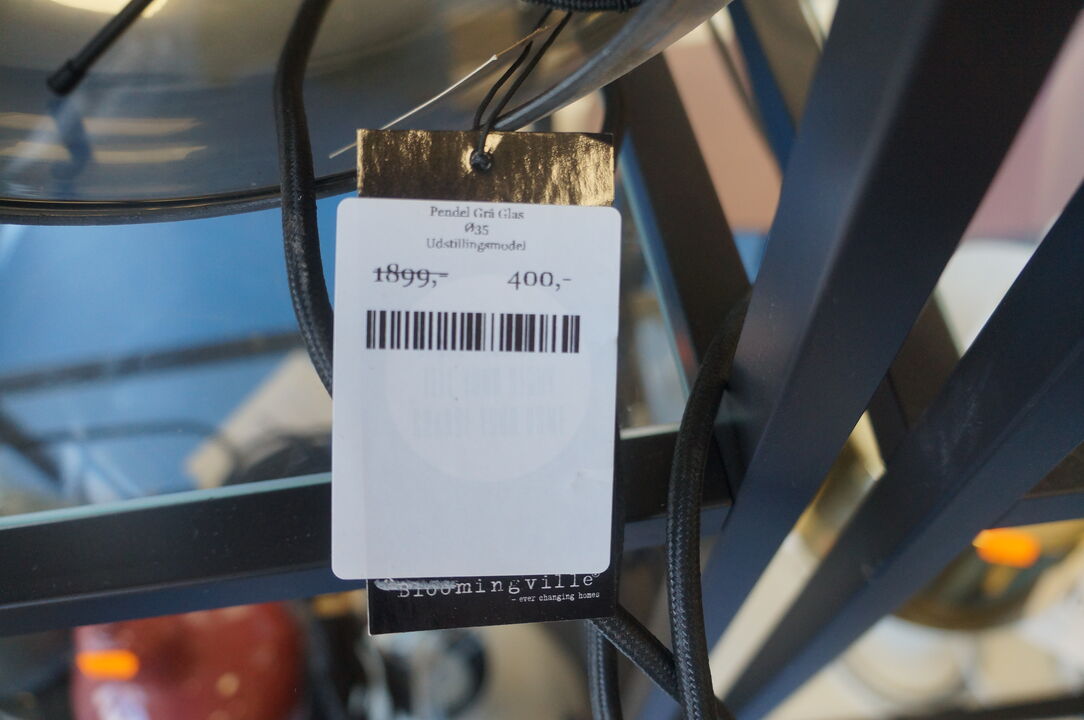 Pendel Grå Glas
Ø35
Udstillingsmodel
1899,- 400,-
Bloomingville®
- ever changing homes